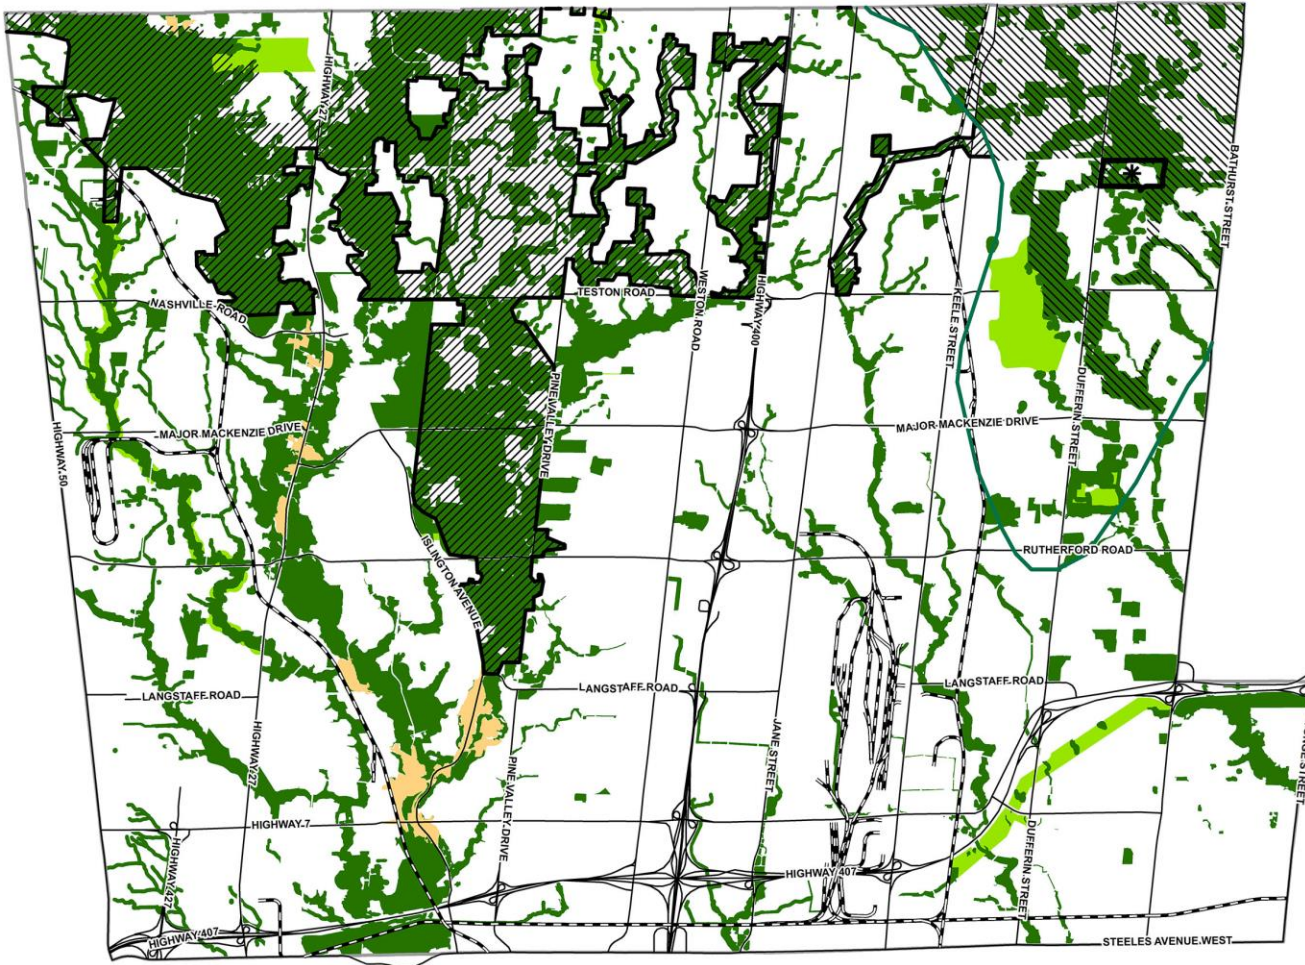 HIGHWAY 27
BATHURST STREET
TESTON ROAD
WESTON ROAD
HIGHWAY 400
NASHVILLE ROAD
KEELE STREET
PINE VALLEY DRIVE
DUFFERIN STREET
MAJOR MACKENZIE DRIVE
MAJOR MACKENZIE DRIVE
HIGHWAY 50
ISLINGTON AVENUE
RUTHERFORD ROAD
LANGSTAFF ROAD
LANGSTAFF ROAD
LANGSTAFF ROAD
HIGHWAY 27
JANE STREET
PINE VALLEY DRIVE
HIGHWAY 7
HIGHWAY 427
DUFFERIN STREET
HIGHWAY 407
HIGHWAY 407
STEELES AVENUE WEST